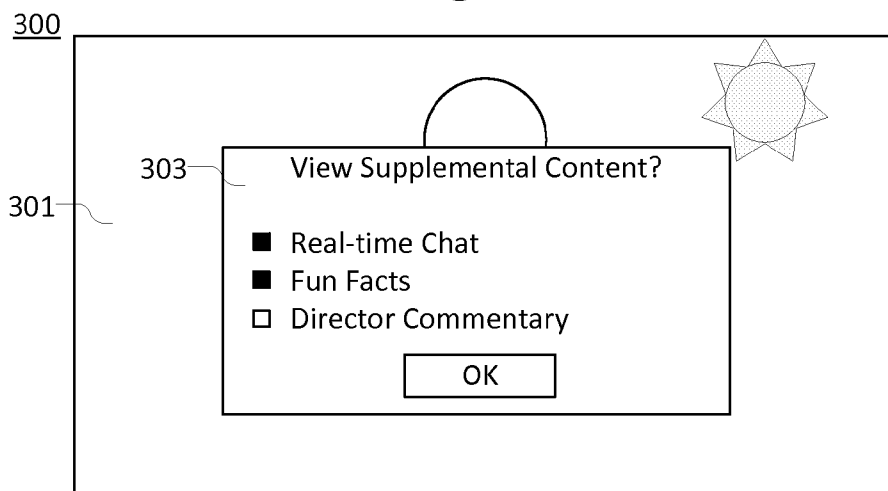 300
303
View Supplemental Content?
301
Real-time Chat
Fun Facts
Director Commentary
OK